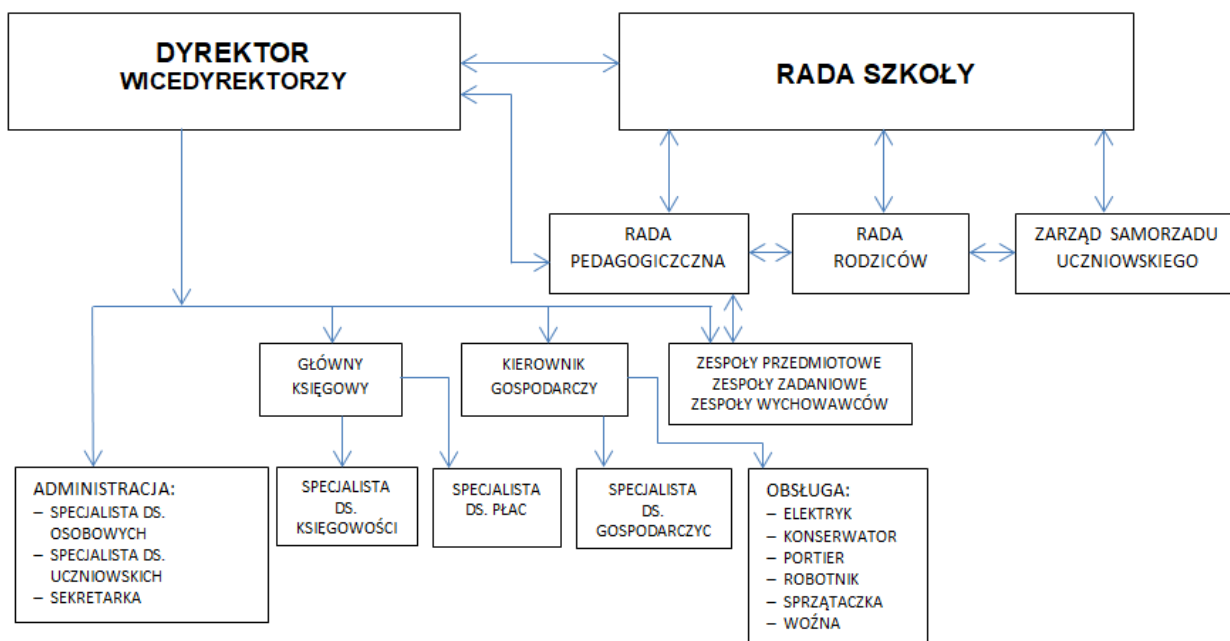 DYREKTOR
WICEDYREKTORZY
RADA SZKOŁY
RADA
PEDAGOGICZCZNA
RADA
RODZICÓW
ZARZĄD SAMORZADU
UCZNIOWSKIEGO
GŁÓWNY
KSIĘGOWY
KIEROWNIK
GOSPODARCZY
ZESPOŁY PRZEDMIOTOWE
ZESPOŁY ZADANIOWE
ZESPOŁY WYCHOWAWCÓW
ADMINISTRACJA:
– SPECJALISTA DS.
OSOBOWYCH
– SPECJALISTA DS.
UCZNIOWSKICH
– SEKRETARKA
SPECJALISTA
DS.
KSIĘGOWOŚCI
SPECJALISTA
DS. PŁAC
SPECJALISTA
DS.
GOSPODARCZYC
OBSŁUGA:
– ELEKTRYK
– KONSERWATOR
– PORTIER
– ROBOTNIK
– SPRZĄTACZKA
– WOŹNA